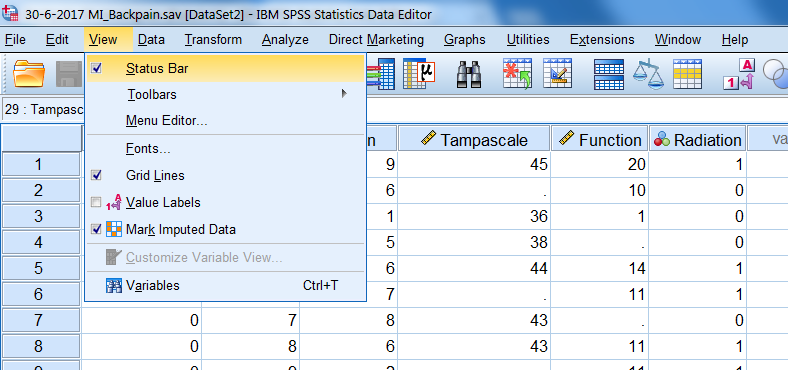 30-6-2017 MI_Backpain.sav [DataSet2] - IBM SPSS Statistics Data Editor
File Edit View Data Transform Analyze Direct Marketing Graphs Utilities Extensions Window Help
Status Bar
Toolbars
Menu Editor...
Fonts...
Grid Lines
Value Labels
Mark Imputed Data
Customize Variable View...
Variables Ctrl+T
29 : Tampasc
n Tampascale Function Radiation va
1 9 45 20 1
2 6 . 10 0
3 1 36 1 0
4 5 38 . 0
5 6 44 14 1
6 7 . 11 1
7 0 7 8 43 . 0
8 0 8 6 43 11 1